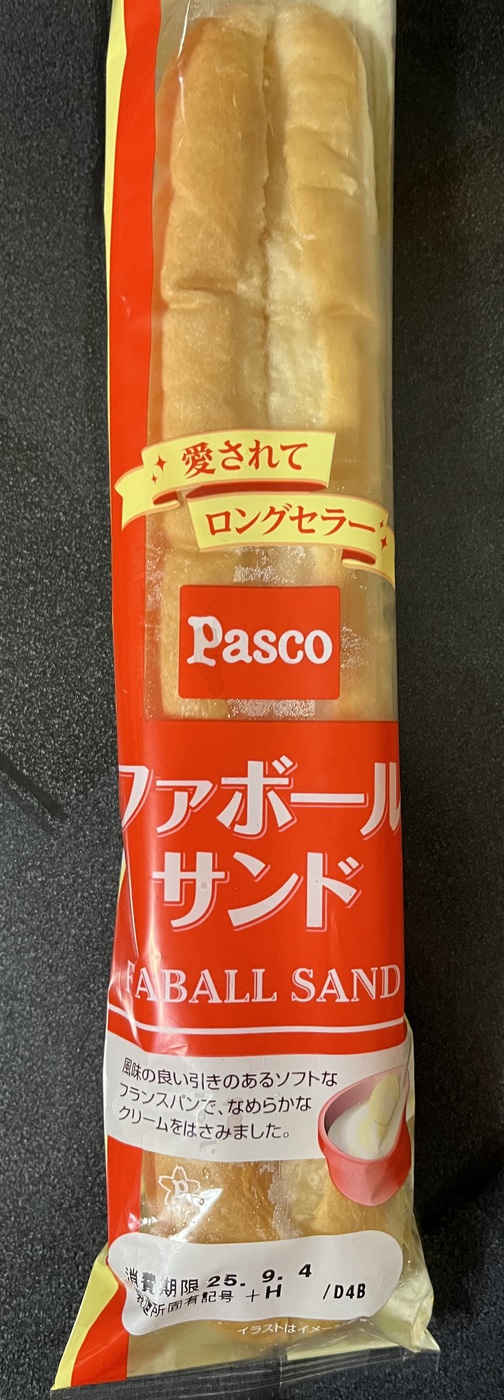 愛されて
ロングセラー
Pasco
ファボール
サンド
FABALL SAND
風味の良い引きのあるソフトな
フランスパンで、なめらかな
クリームをはさみました。
消費期限 25. 9. 4
所固有記号 +H /D4B
イラストはイメー